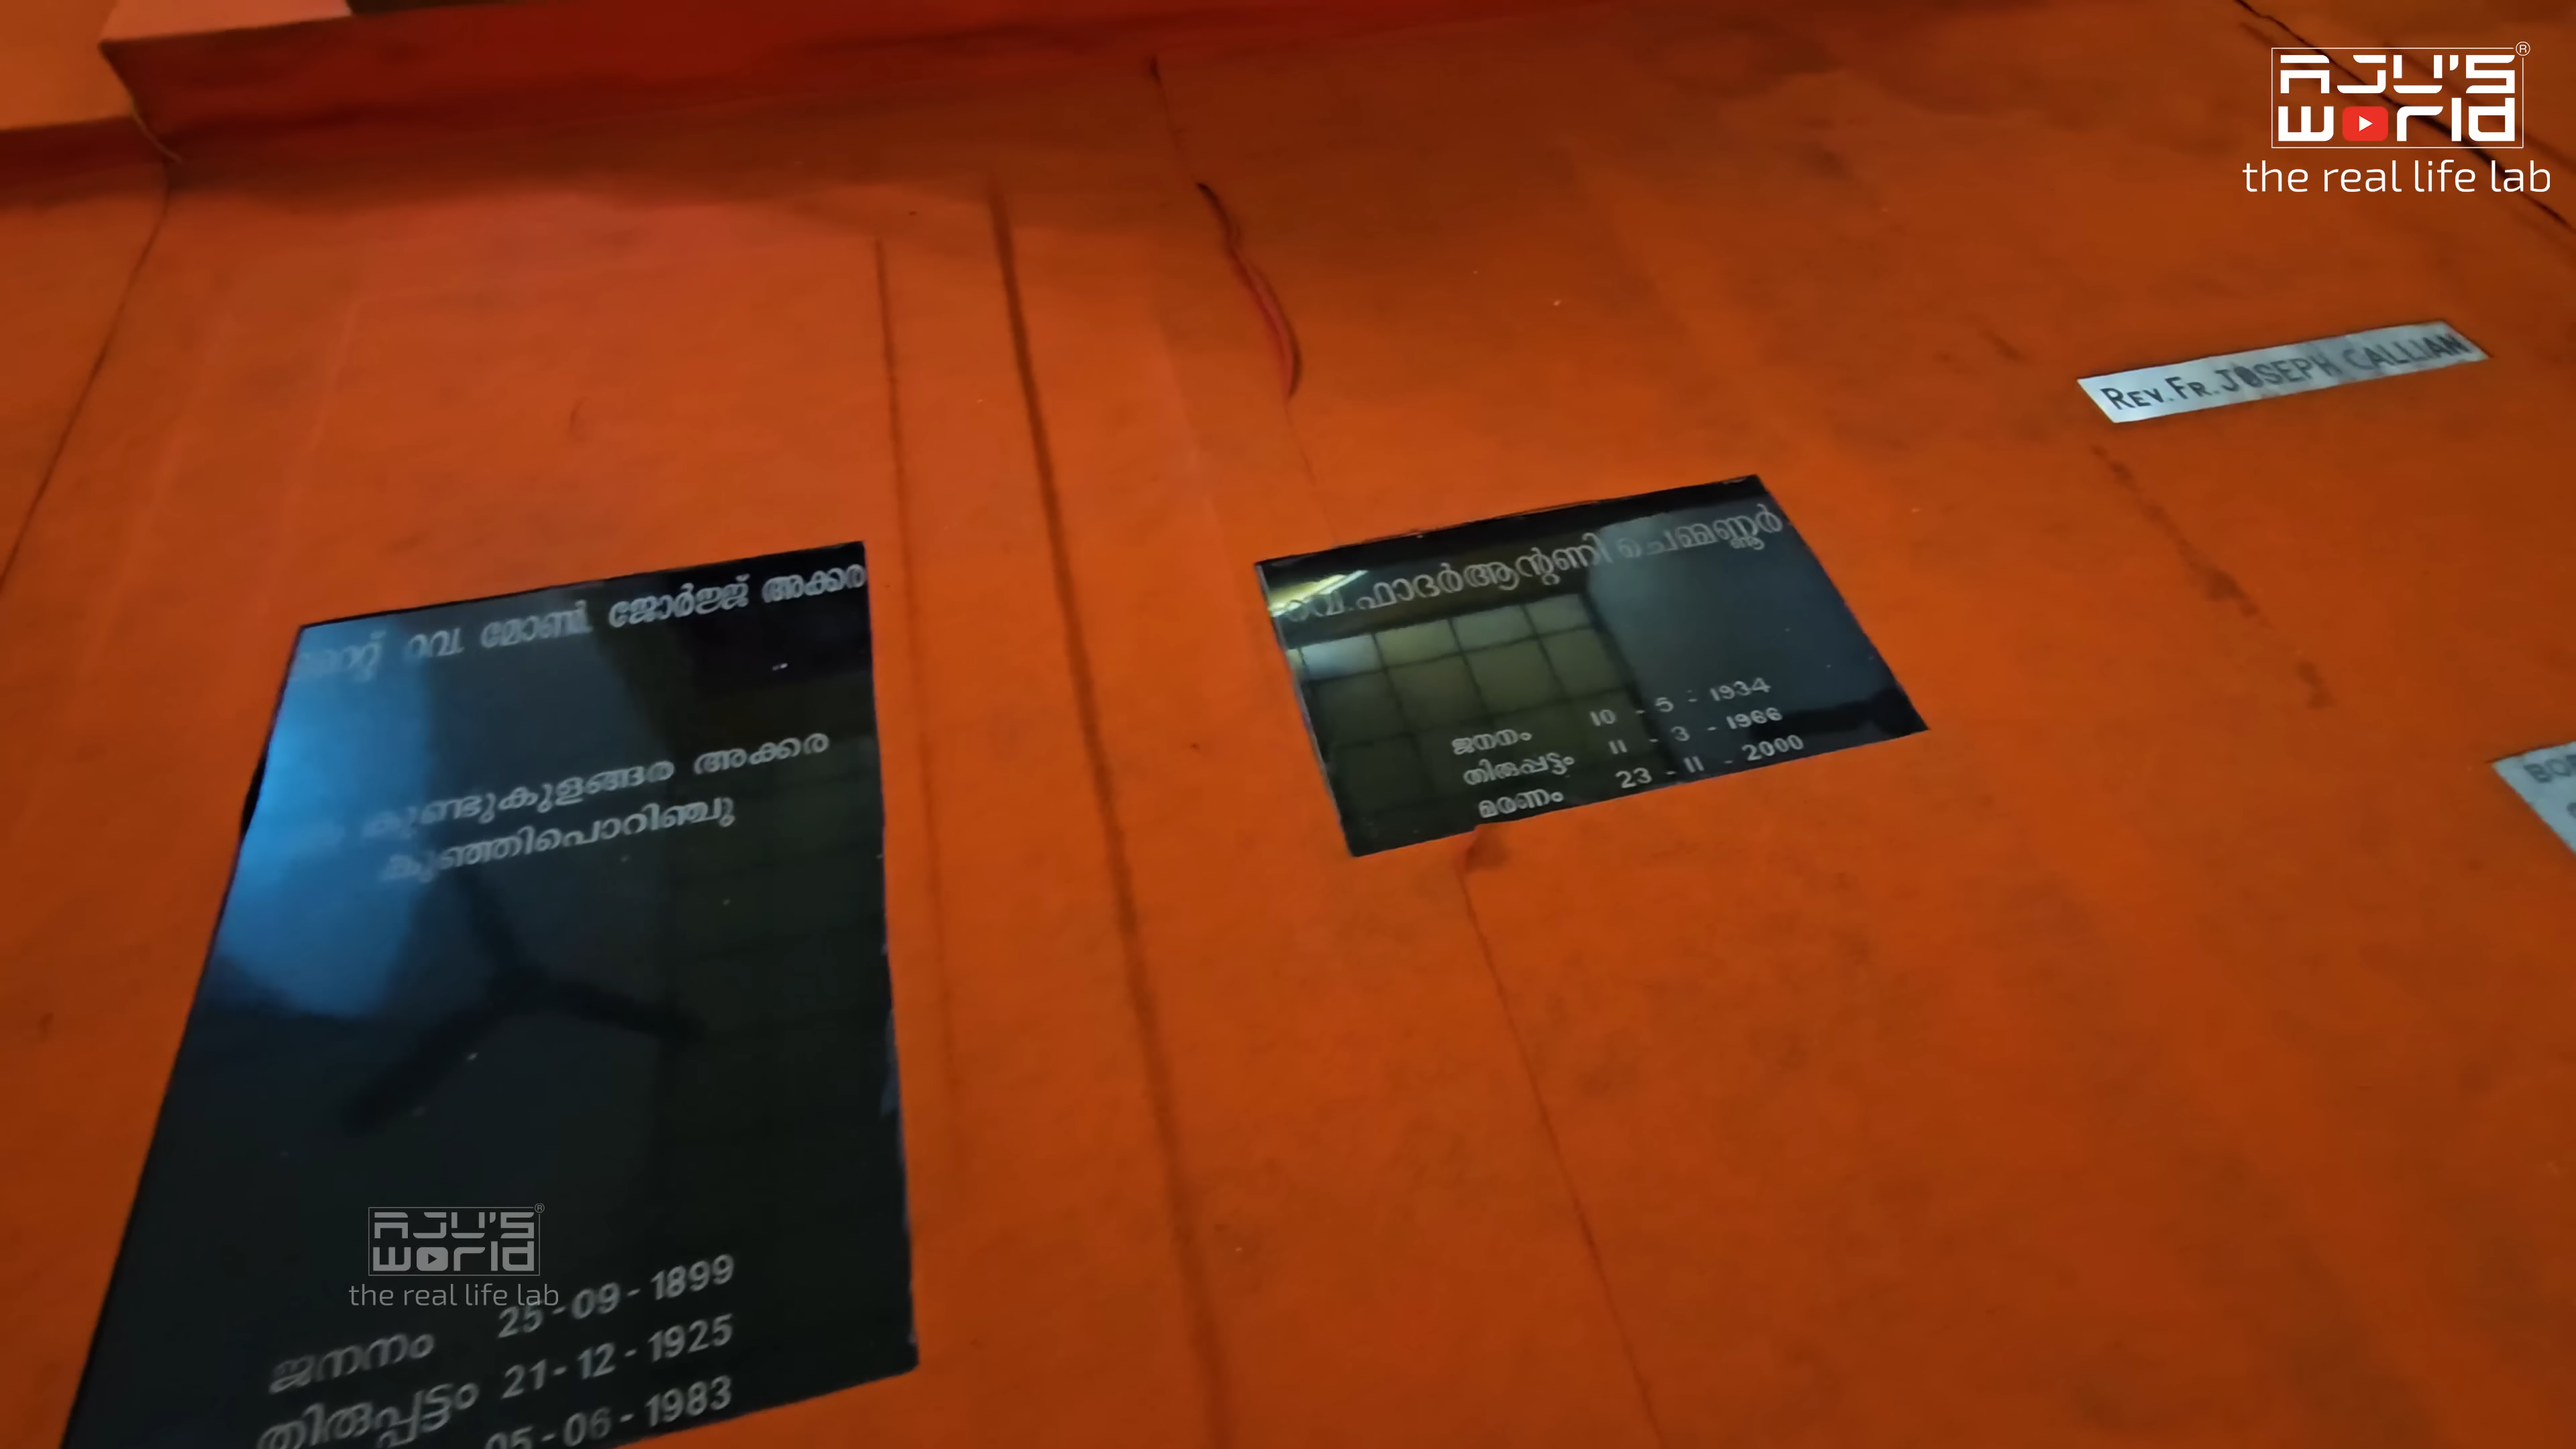 AJU'S
world
the real life lab
REV. FR. JOSEPH CALLIAN
റവ. മോണ്‍. ജോർജ്ജ് അക്കര
കുണ്ടുകുളങ്ങര അക്കര
കുഞ്ഞിപൊറിഞ്ചു
ജനനം 25-09-1899
തിരുപ്പട്ടം 21-12-1925
05-06-1983
റവ.ഫാദർആന്റണി ചെമ്മണ്ണൂർ
ജനനം 10 - 5 - 1934
തിരുപ്പട്ടം 11 - 3 - 1966
മരണം 23 - 11 - 2000
AJU'S
world
the real life lab